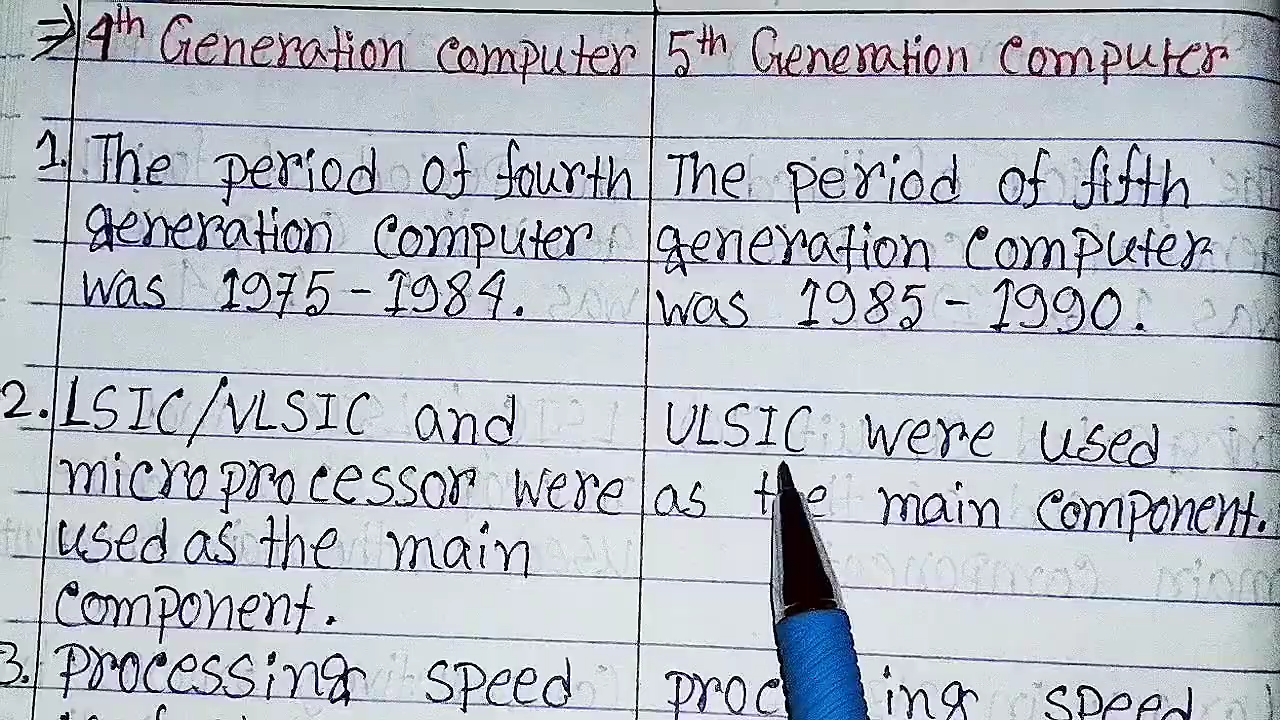 ⇒ 4th Generation computer
1. The period of fourth
generation computer
was 1975-1984.
2. LSIC/VLSIC and
microprocessor were
used as the main
component.
3. Processing speed
5th Generation computer
The period of fifth
generation computer
was 1985-1990.
ULSIC were used
as the main component.
speed